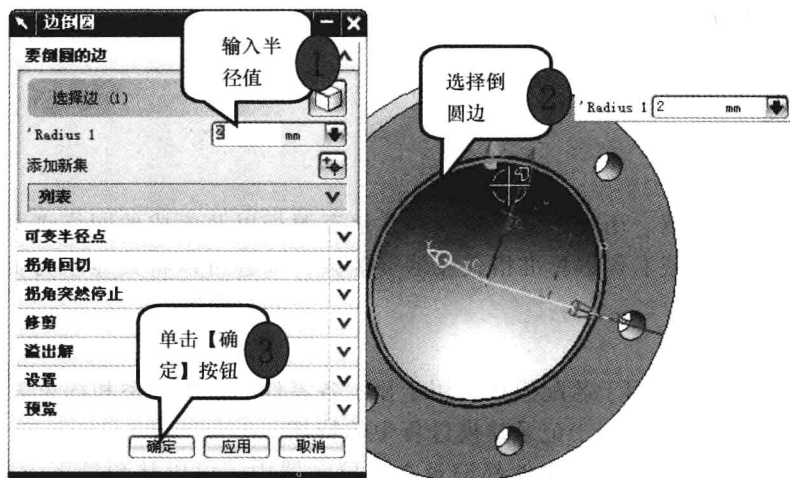 边倒圆
要倒圆的边
选择边 (1)
'Radius 1
2
mm
添加新集
列表
可变半径点
拐角回切
拐角突然停止
修剪
溢出解
设置
预览
确定
应用
取消
输入半
径值
1
选择倒
圆边
2
'Radius 1
2
mm
单击【确
定】按钮
3
YC